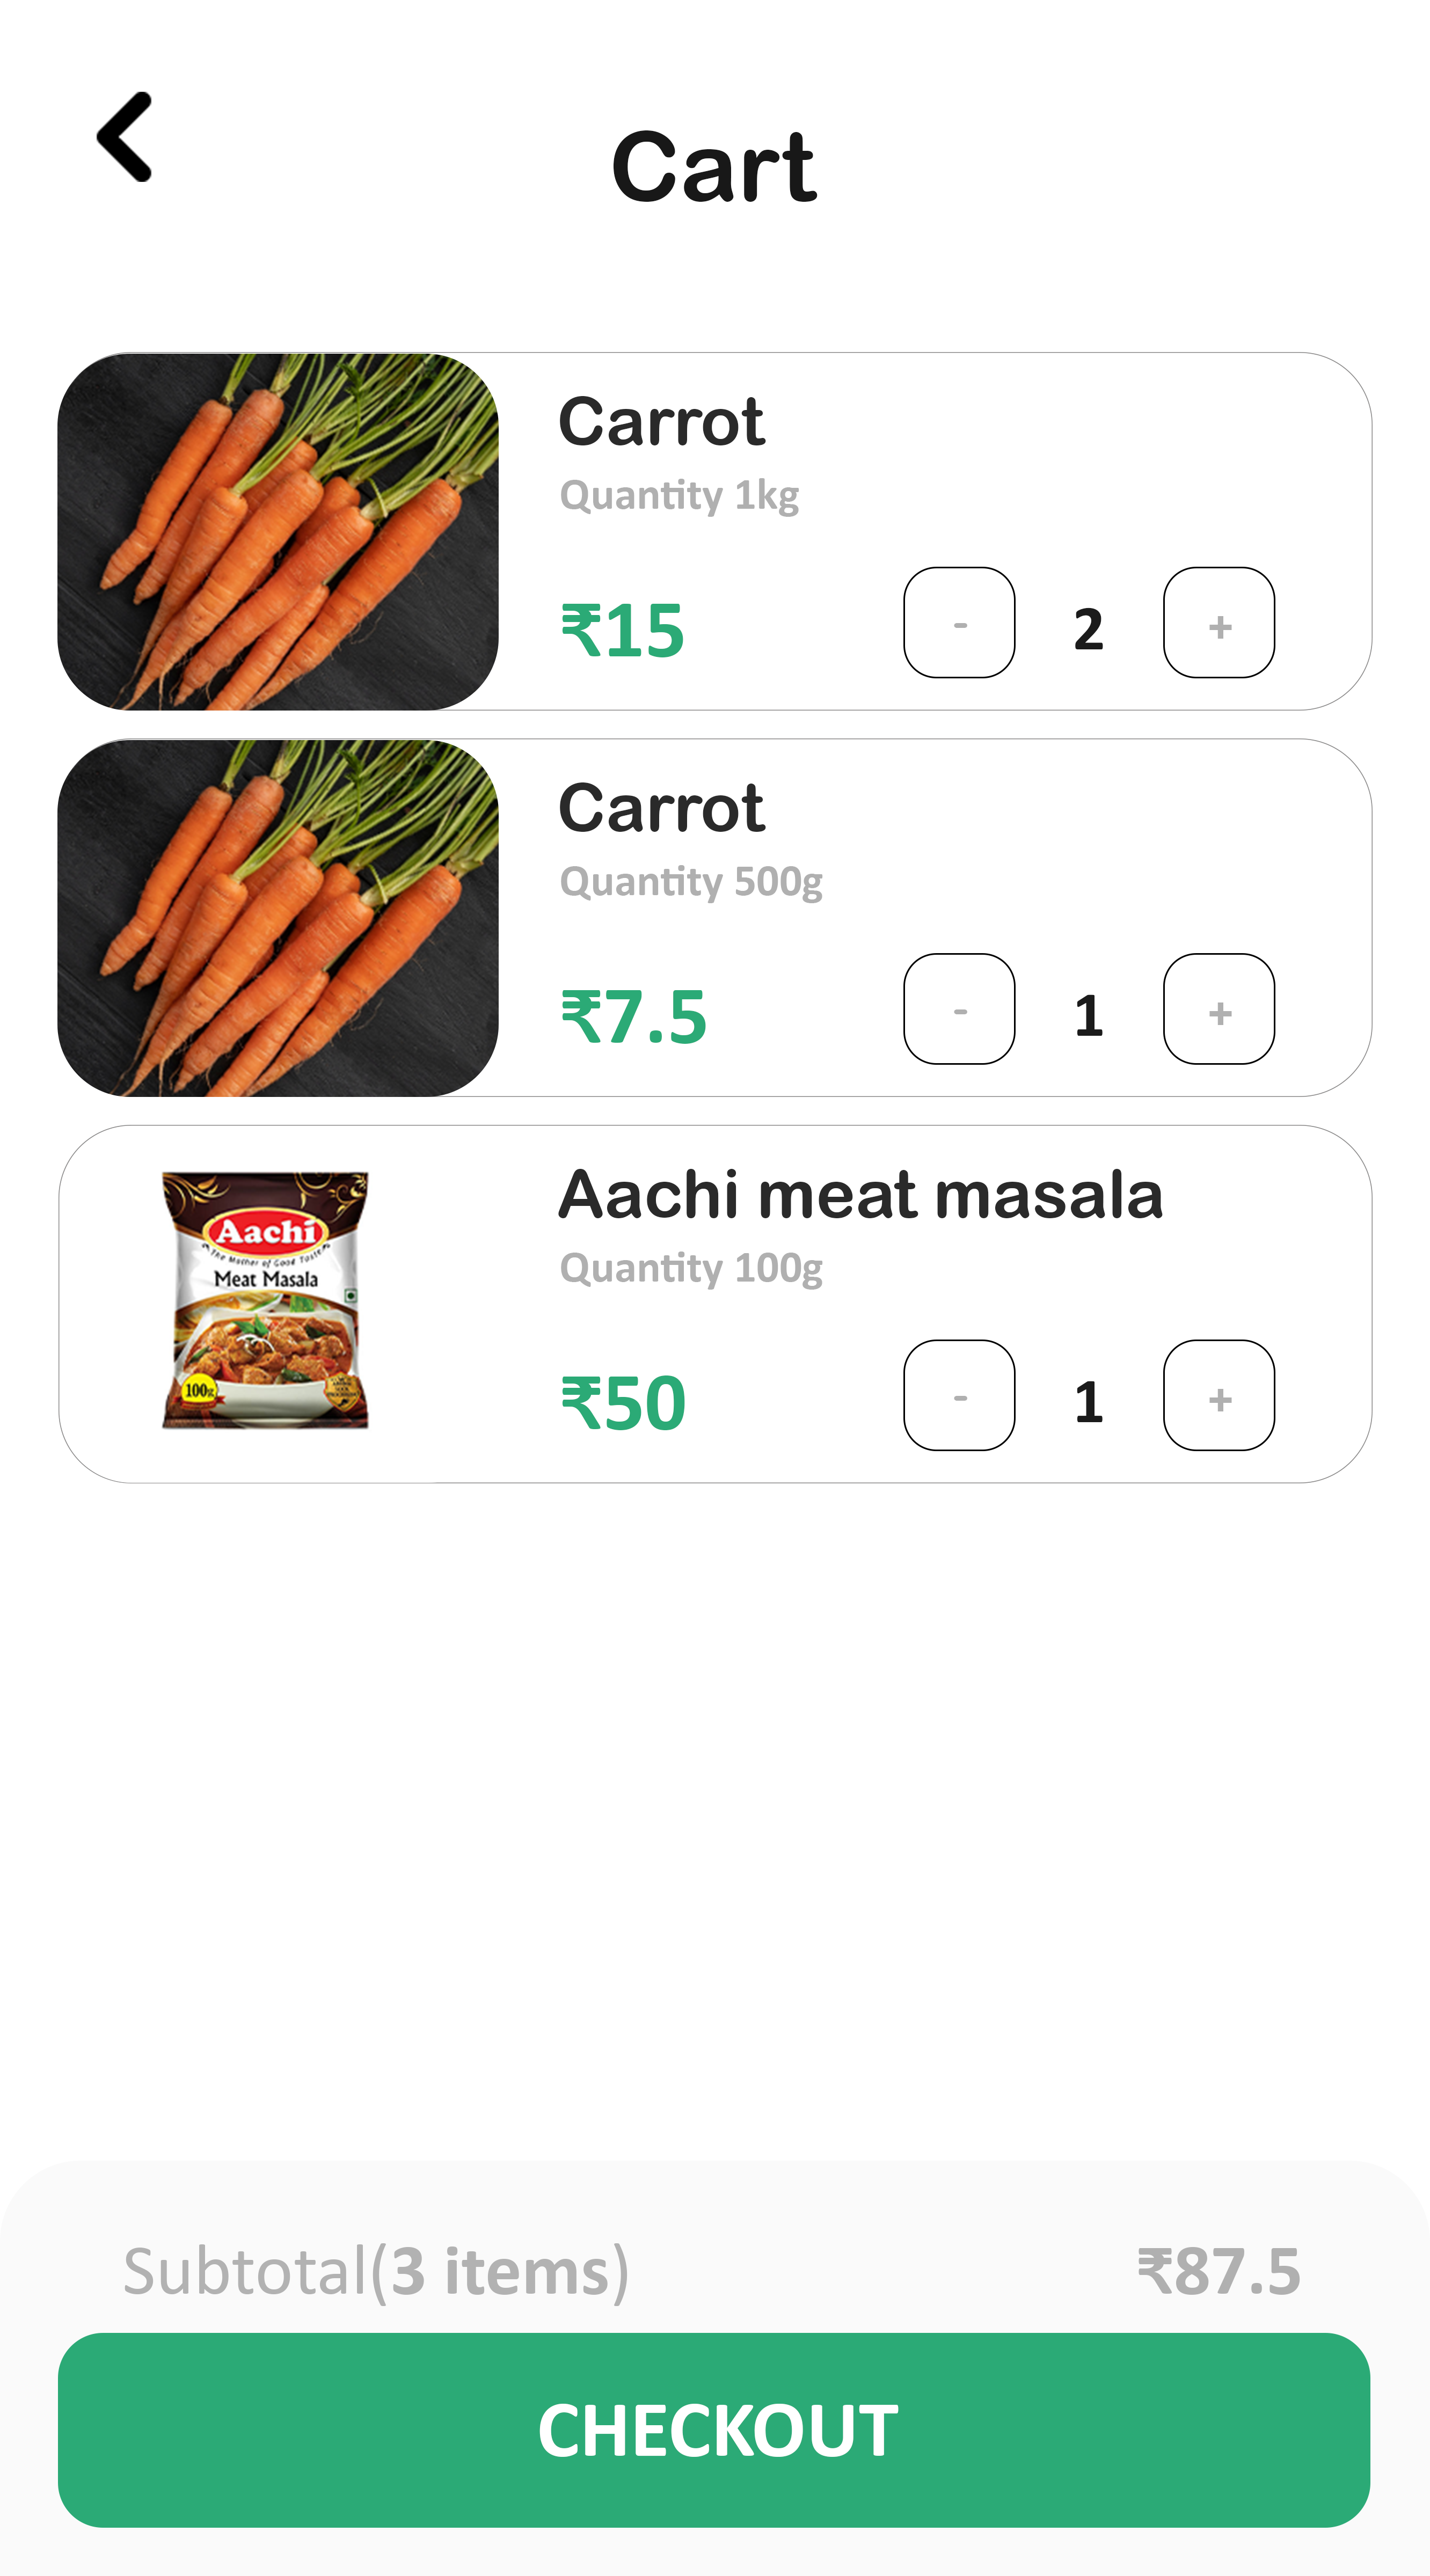 Cart
Carrot
Quantity 1kg
₹15
- 2 +
Carrot
Quantity 500g
₹7.5
- 1 +
Aachi
The Mother of Good Taste
Meat Masala
100g
Aachi meat masala
Quantity 100g
₹50
- 1 +
Subtotal(3 items) ₹87.5
CHECKOUT